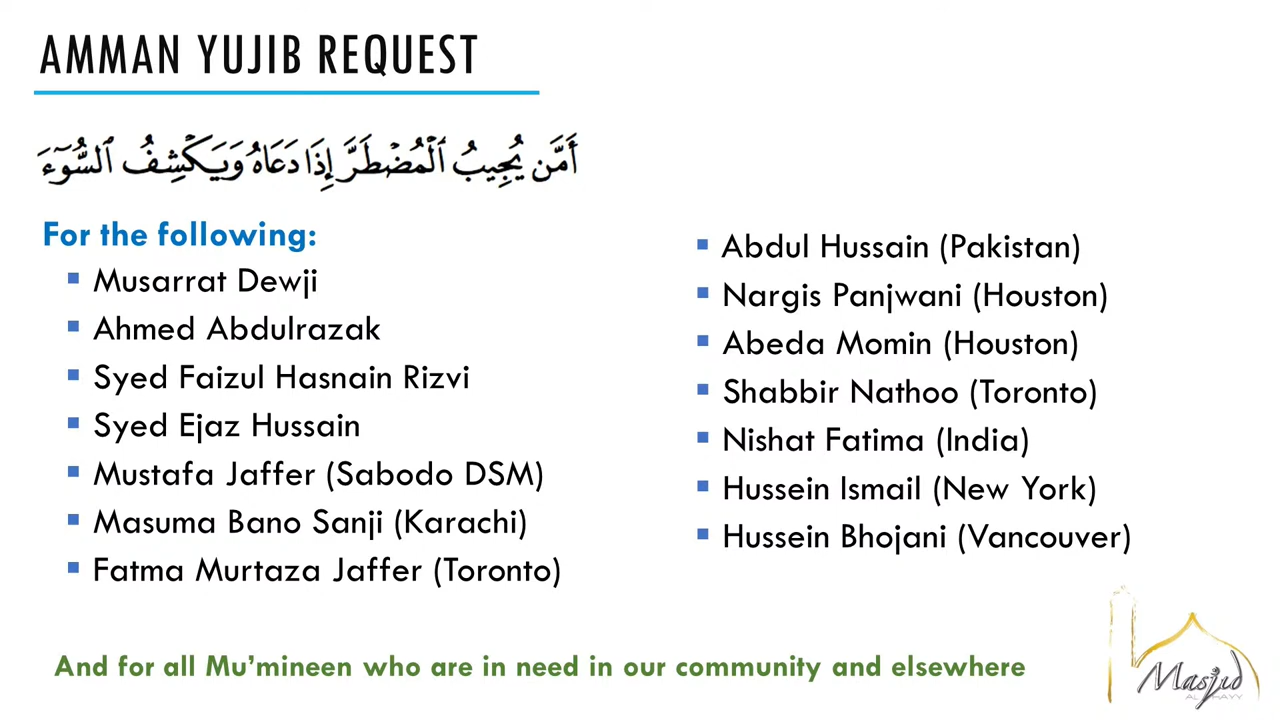 AMMAN YUJIB REQUEST
أَمَّن يُجِيبُ ٱلْمُضْطَرَّ إِذَا دَعَاهُ وَيَكْشِفُ ٱلسُّوٓءَ
For the following:
Musarrat Dewji
Ahmed Abdulrazak
Syed Faizul Hasnain Rizvi
Syed Ejaz Hussain
Mustafa Jaffer (Sabodo DSM)
Masuma Bano Sanji (Karachi)
Fatma Murtaza Jaffer (Toronto)
Abdul Hussain (Pakistan)
Nargis Panjwani (Houston)
Abeda Momin (Houston)
Shabbir Nathoo (Toronto)
Nishat Fatima (India)
Hussein Ismail (New York)
Hussein Bhojani (Vancouver)
And for all Mu’mineen who are in need in our community and elsewhere
Masjid